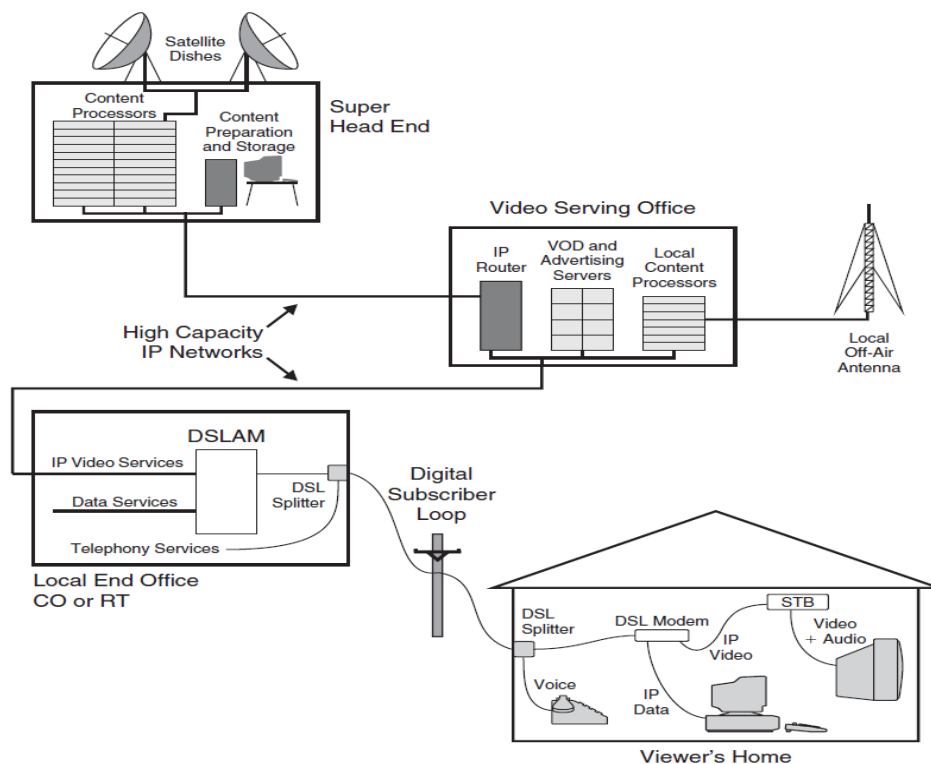 Satellite
Dishes
Content
Processors
Content
Preparation
and Storage
Super
Head End
Video Serving Office
IP
Router
VOD and
Advertising
Servers
Local
Content
Processors
High Capacity
IP Networks
Local
Off-Air
Antenna
DSLAM
IP Video Services
Data Services
Telephony Services
DSL
Splitter
Digital
Subscriber
Loop
Local End Office
CO or RT
DSL
Splitter
DSL Modem
STB
Video
+ Audio
IP
Video
Voice
IP
Data
Viewer's Home